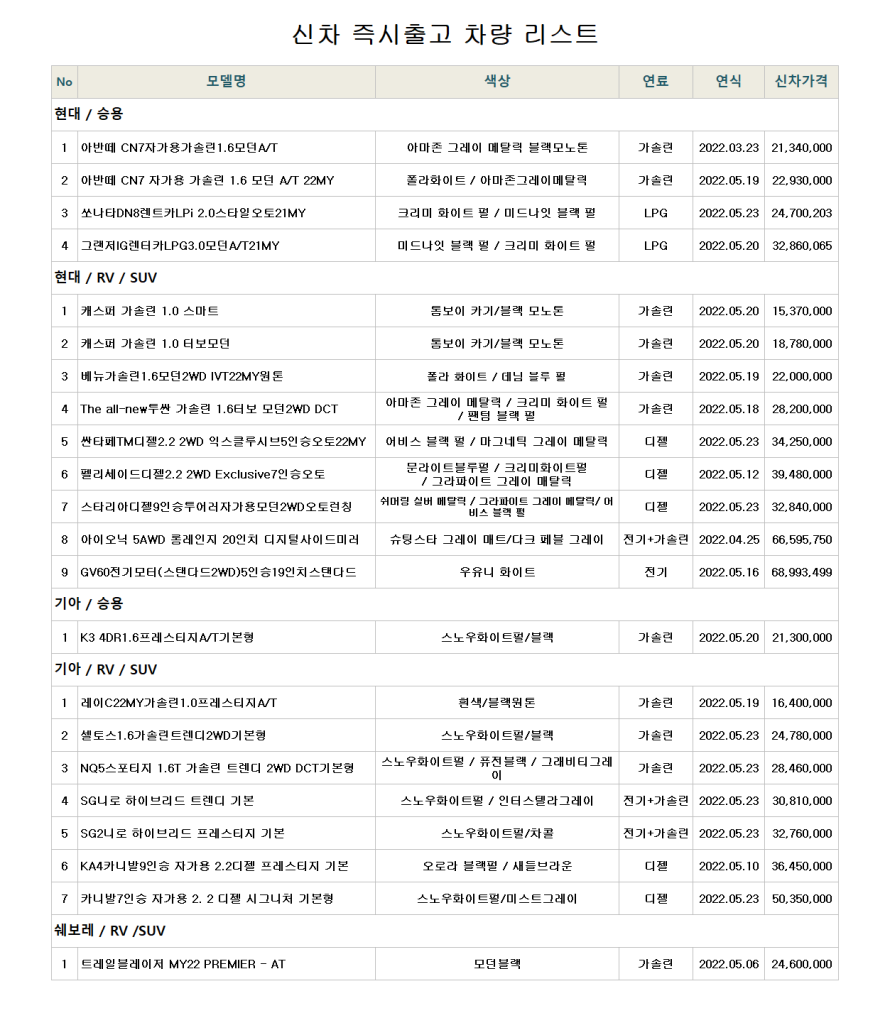 신차 즉시출고 차량 리스트
No 모델명 색상 연료 연식 신차가격
현대 / 승용
1 아반떼 CN7자가용가솔린1.6모던A/T 아마존 그레이 메탈릭 블랙모노톤 가솔린 2022.03.23 21,340,000
2 아반떼 CN7 자가용 가솔린 1.6 모던 A/T 22MY 폴라화이트 / 아마존그레이메탈릭 가솔린 2022.05.19 22,930,000
3 쏘나타DN8렌트카LPi 2.0스타일오토21MY 크리미 화이트 펄 / 미드나잇 블랙 펄 LPG 2022.05.23 24,700,203
4 그랜저IG렌터카LPG3.0모던A/T21MY 미드나잇 블랙 펄 / 크리미 화이트 펄 LPG 2022.05.20 32,860,065
현대 / RV / SUV
1 캐스퍼 가솔린 1.0 스마트 톰보이 카기/블랙 모노톤 가솔린 2022.05.20 15,370,000
2 캐스퍼 가솔린 1.0 터보모던 톰보이 카기/블랙 모노톤 가솔린 2022.05.20 18,780,000
3 베뉴가솔린1.6모던2WD IVT22MY원톤 폴라 화이트 / 데님 블루 펄 가솔린 2022.05.19 22,000,000
4 The all-new투싼 가솔린 1.6터보 모던2WD DCT 아마존 그레이 메탈릭 / 크리미 화이트 펄
/ 팬텀 블랙 펄 가솔린 2022.05.18 28,200,000
5 싼타페TM디젤2.2 2WD 익스클루시브5인승오토22MY 어비스 블랙 펄 / 마그네틱 그레이 메탈릭 디젤 2022.05.23 34,250,000
6 팰리세이드디젤2.2 2WD Exclusive7인승오토 문라이트블루펄 / 크리미화이트펄
/ 그라파이트 그레이 메탈릭 디젤 2022.05.12 39,480,000
7 스타리아디젤9인승투어러자가용모던2WD오토런칭 쉬머링 실버 메탈릭 / 그라파이트 그레이 메탈릭/ 어
비스 블랙 펄 디젤 2022.05.23 32,840,000
8 아이오닉 5AWD 롱레인지 20인치 디지털사이드미러 슈팅스타 그레이 매트/다크 페블 그레이 전기+가솔린 2022.04.25 66,595,750
9 GV60전기모터(스탠다드2WD)5인승19인치스탠다드 우유니 화이트 전기 2022.05.16 68,993,499
기아 / 승용
1 K3 4DR1.6프레스티지A/T기본형 스노우화이트펄/블랙 가솔린 2022.05.20 21,300,000
기아 / RV / SUV
1 레이C22MY가솔린1.0프레스티지A/T 흰색/블랙원톤 가솔린 2022.05.19 16,400,000
2 셀토스1.6가솔린트렌디2WD기본형 스노우화이트펄/블랙 가솔린 2022.05.23 24,780,000
3 NQ5스포티지 1.6T 가솔린 트렌디 2WD DCT기본형 스노우화이트펄 / 퓨전블랙 / 그래비티그레
이 가솔린 2022.05.23 28,460,000
4 SG니로 하이브리드 트렌디 기본 스노우화이트펄 / 인터스텔라그레이 전기+가솔린 2022.05.23 30,810,000
5 SG2니로 하이브리드 프레스티지 기본 스노우화이트펄/차콜 전기+가솔린 2022.05.23 32,760,000
6 KA4카니발9인승 자가용 2.2디젤 프레스티지 기본 오로라 블랙펄 / 새들브라운 디젤 2022.05.10 36,450,000
7 카니발7인승 자가용 2. 2 디젤 시그니처 기본형 스노우화이트펄/미스트그레이 디젤 2022.05.23 50,350,000
쉐보레 / RV /SUV
1 트레일블레이저 MY22 PREMIER - AT 모던블랙 가솔린 2022.05.06 24,600,000